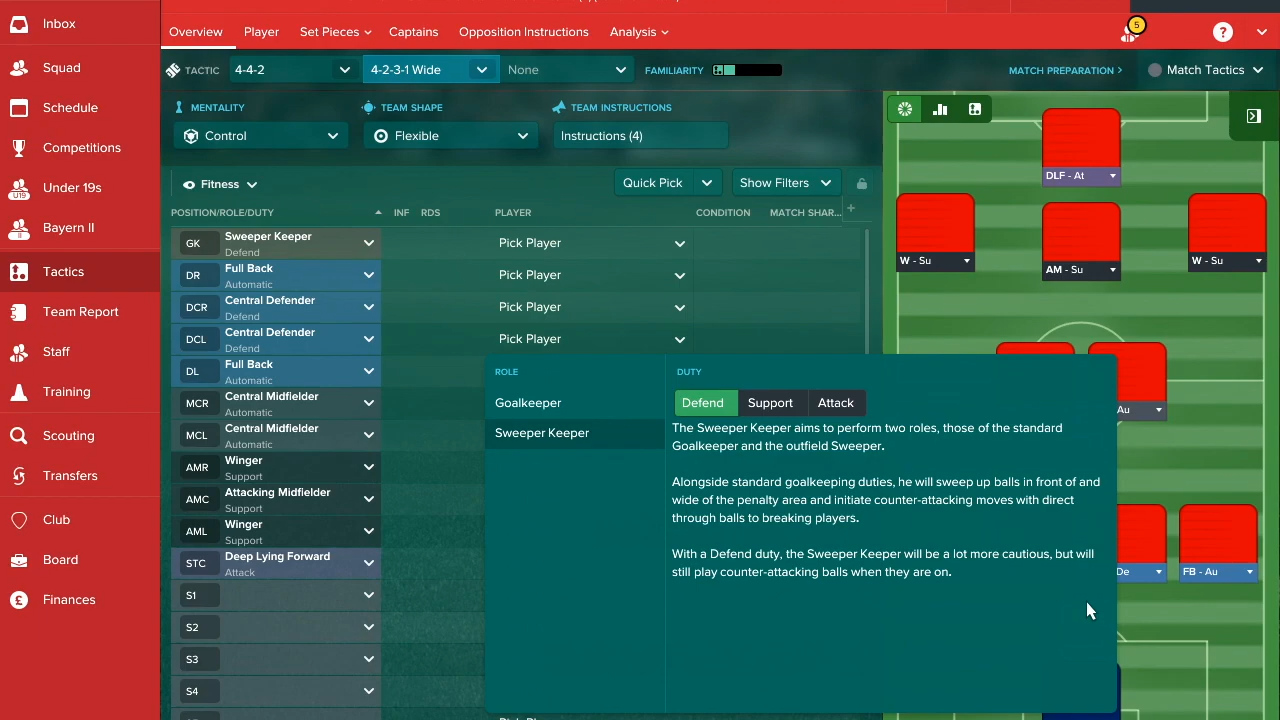 Inbox
Squad
Schedule
Competitions
U19
Under 19s
II
Bayern II
Tactics
Team Report
Staff
Training
Scouting
Transfers
Club
Board
Finances
Overview
Player
Set Pieces
Captains
Opposition Instructions
Analysis
5
?
TACTIC
4-4-2
4-2-3-1 Wide
None
FAMILIARITY
MATCH PREPARATION >
Match Tactics
MENTALITY
Control
TEAM SHAPE
Flexible
TEAM INSTRUCTIONS
Instructions (4)
Fitness
Quick Pick
Show Filters
POSITION/ROLE/DUTY
INF
RDS
PLAYER
CONDITION
MATCH SHAR...
+
GK
Sweeper Keeper
Defend
Pick Player
DR
Full Back
Automatic
Pick Player
DCR
Central Defender
Defend
Pick Player
DCL
Central Defender
Defend
Pick Player
DL
Full Back
Automatic
MCR
Central Midfielder
Automatic
MCL
Central Midfielder
Automatic
AMR
Winger
Support
AMC
Attacking Midfielder
Support
AML
Winger
Support
STC
Deep Lying Forward
Attack
S1
S2
S3
S4
ROLE
Goalkeeper
Sweeper Keeper
DUTY
Defend
Support
Attack
The Sweeper Keeper aims to perform two roles, those of the standard
Goalkeeper and the outfield Sweeper.
Alongside standard goalkeeping duties, he will sweep up balls in front of and
wide of the penalty area and initiate counter-attacking moves with direct
through balls to breaking players.
With a Defend duty, the Sweeper Keeper will be a lot more cautious, but will
still play counter-attacking balls when they are on.
DLF - At
W - Su
AM - Su
W - Su
Au
De
FB - Au